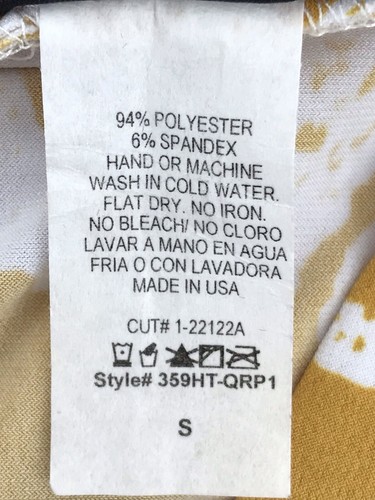 94% POLYESTER
6% SPANDEX
HAND OR MACHINE
WASH IN COLD WATER.
FLAT DRY. NO IRON.
NO BLEACH/ NO CLORO
LAVAR A MANO EN AGUA
FRIA O CON LAVADORA
MADE IN USA
CUT# 1-22122A
Style# 359HT-QRP1
S